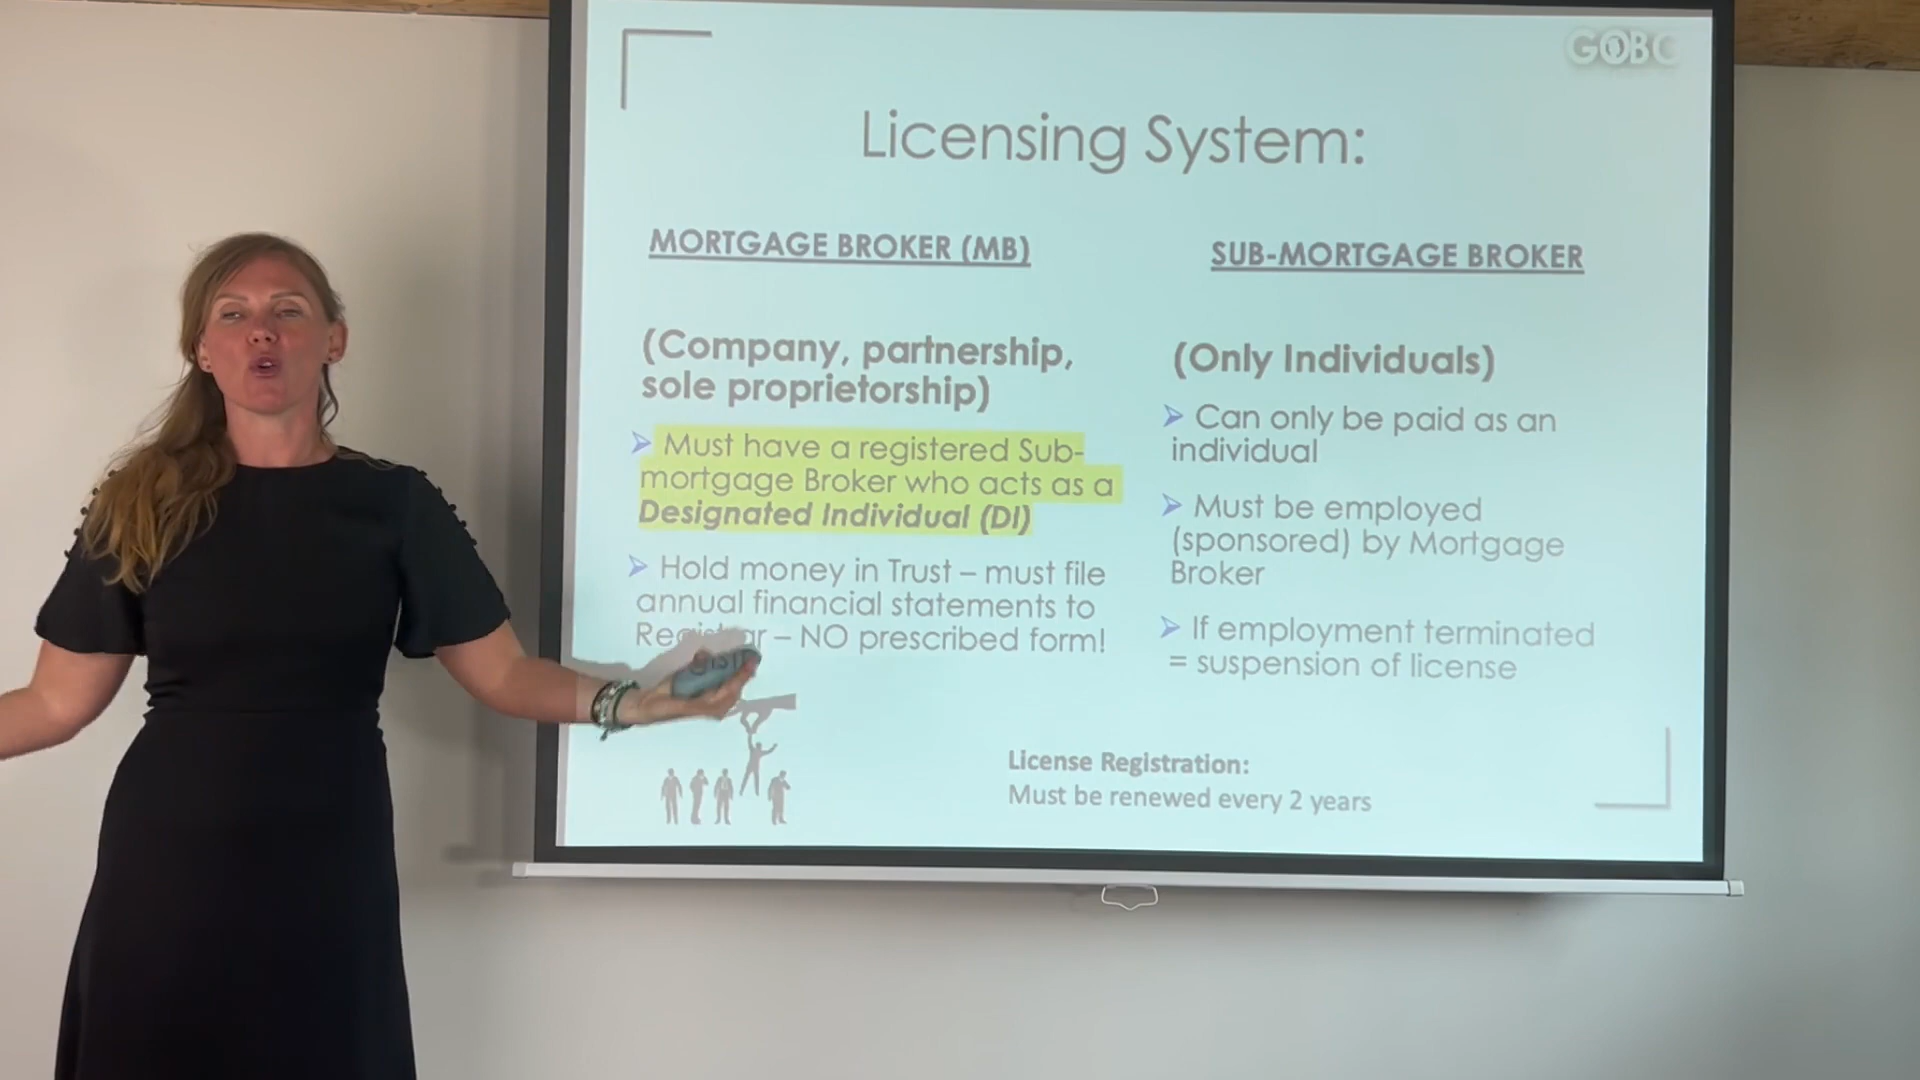 GOBC
Licensing System:
MORTGAGE BROKER (MB)
(Company, partnership,
sole proprietorship)
➢ Must have a registered Sub-
mortgage Broker who acts as a
Designated Individual (DI)
➢ Hold money in Trust – must file
annual financial statements to
Registrar – NO prescribed form!
SUB-MORTGAGE BROKER
(Only Individuals)
➢ Can only be paid as an
individual
➢ Must be employed
(sponsored) by Mortgage
Broker
➢ If employment terminated
= suspension of license
License Registration:
Must be renewed every 2 years